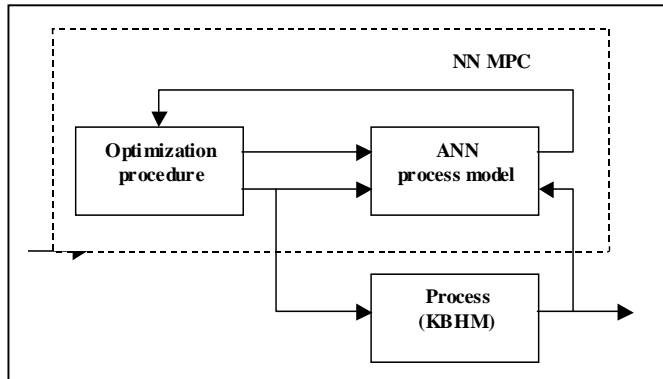 NN MPC
Optimization
procedure
ANN
process model
Process
(KBHM)